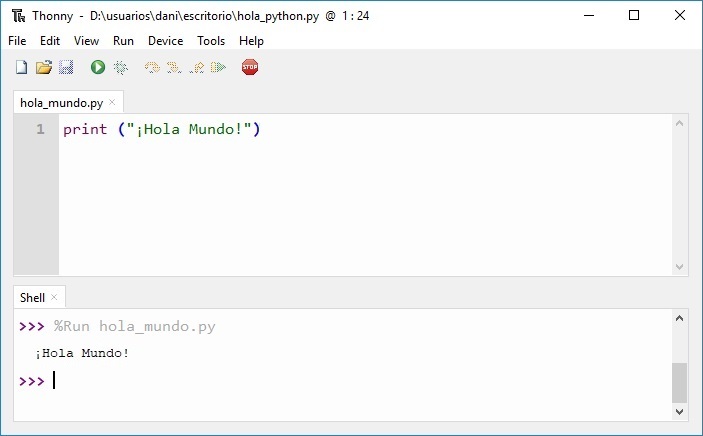 Thonny - D:\usuarios\dani\escritorio\hola_python.py @ 1 : 24
File Edit View Run Device Tools Help
STOP
hola_mundo.py ×
1 print ("¡Hola Mundo!")
Shell ×
>>> %Run hola_mundo.py
¡Hola Mundo!
>>>